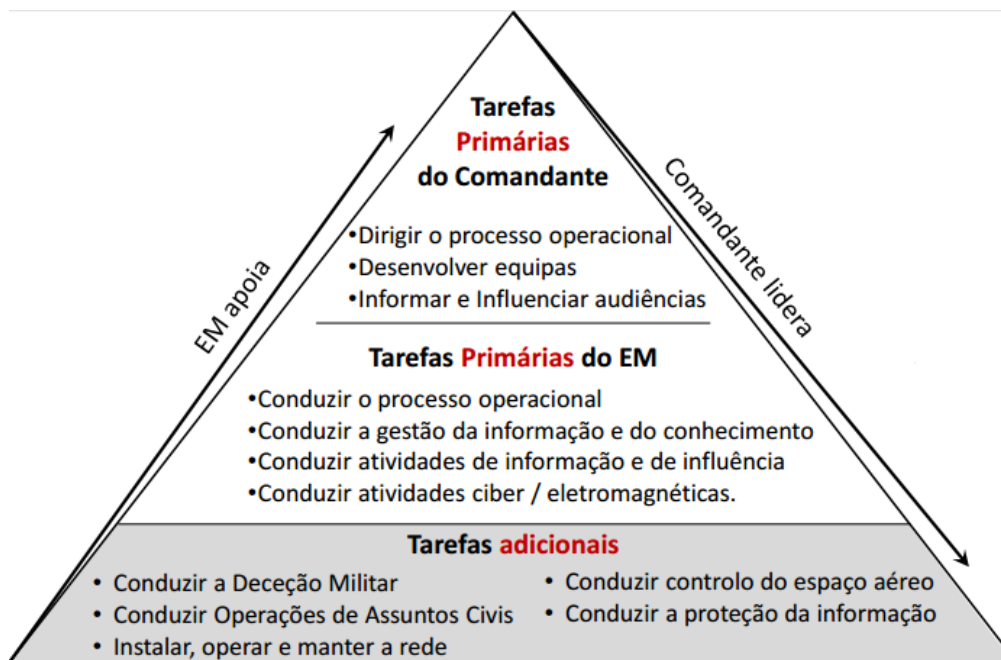 Tarefas
Primárias
do Comandante
•Dirigir o processo operacional
•Desenvolver equipas
•Informar e Influenciar audiências
EM apoia
Comandante lidera
Tarefas Primárias do EM
•Conduzir o processo operacional
•Conduzir a gestão da informação e do conhecimento
•Conduzir atividades de informação e de influência
•Conduzir atividades ciber / eletromagnéticas.
Tarefas adicionais
• Conduzir a Deceção Militar
• Conduzir Operações de Assuntos Civis
• Instalar, operar e manter a rede
• Conduzir controlo do espaço aéreo
• Conduzir a proteção da informação